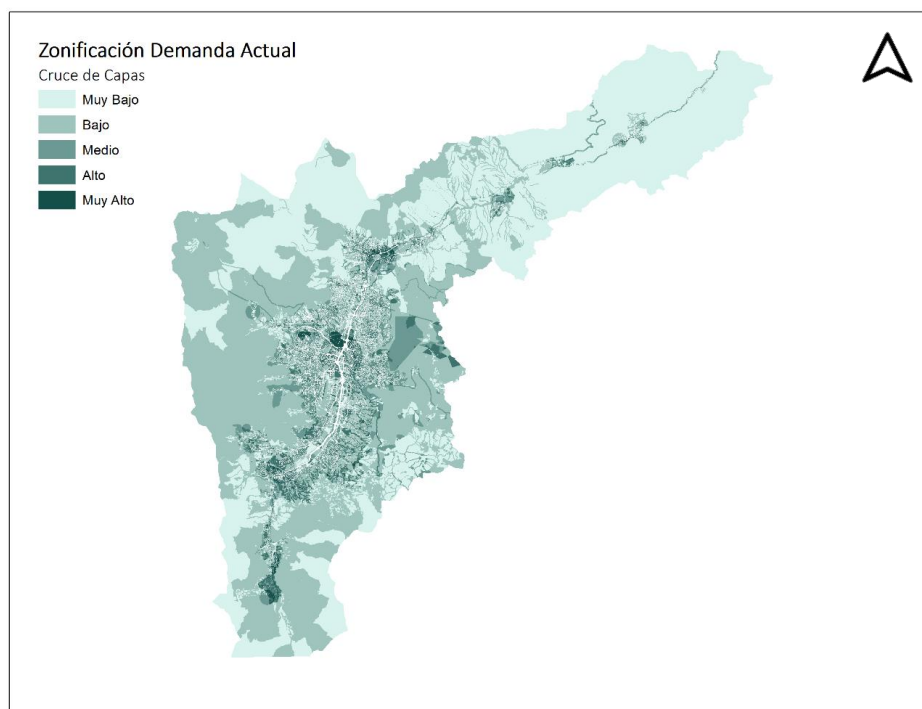 Zonificación Demanda Actual
Cruce de Capas
Muy Bajo
Bajo
Medio
Alto
Muy Alto